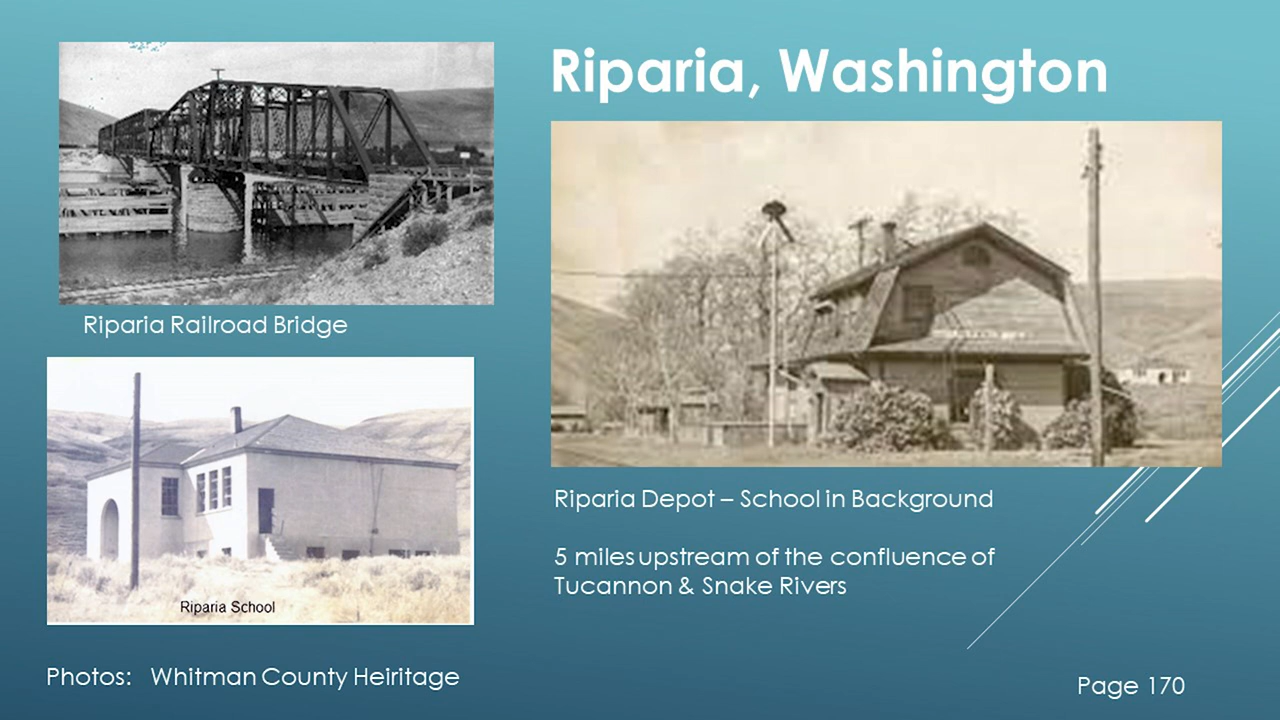 Riparia, Washington
Riparia Railroad Bridge
Riparia School
Riparia Depot – School in Background
5 miles upstream of the confluence of
Tucannon & Snake Rivers
Photos: Whitman County Heiritage
Page 170